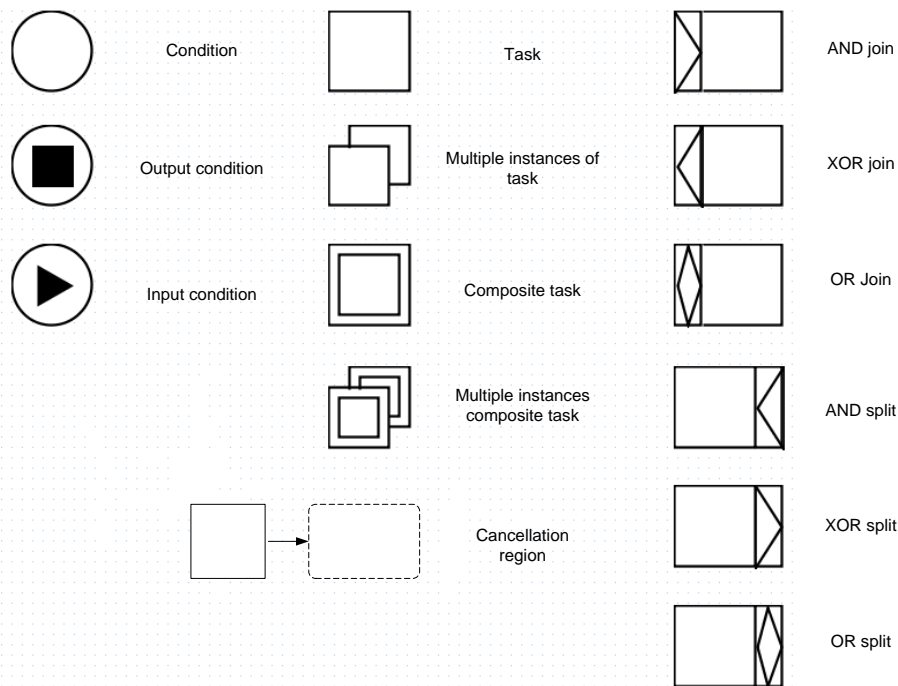 Condition
Task
AND join
Output condition
Multiple instances of
task
XOR join
Input condition
Composite task
OR Join
Multiple instances
composite task
AND split
Cancellation
region
XOR split
OR split